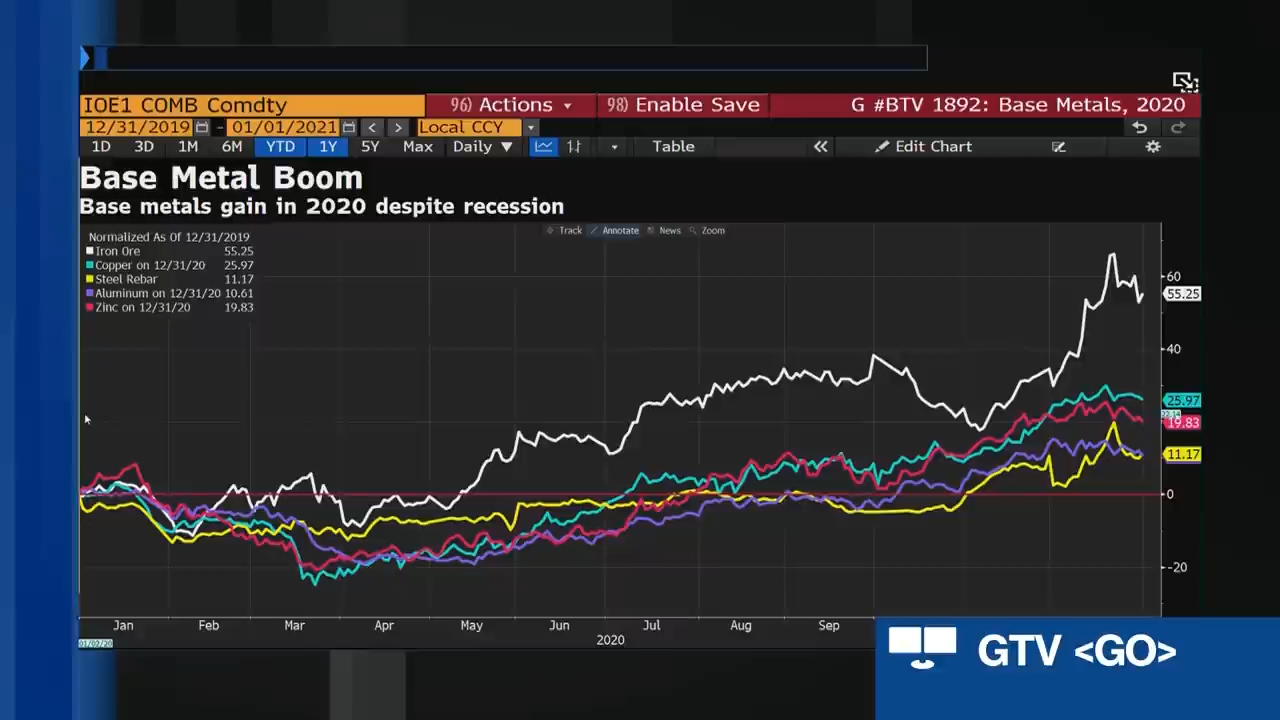 IOE1 COMB Comdty 96) Actions 98) Enable Save G #BTV 1892: Base Metals, 2020
12/31/2019 - 01/01/2021 < > Local CCY
1D 3D 1M 6M YTD 1Y 5Y Max Daily ▼ Table « Edit Chart
Base Metal Boom
Base metals gain in 2020 despite recession
Track Annotate News Zoom
Normalized As Of 12/31/2019
Iron Ore 55.25
Copper on 12/31/20 25.97
Steel Rebar 11.17
Aluminum on 12/31/20 10.61
Zinc on 12/31/20 19.83
60
55.25
40
25.97
19.83
11.17
0
-20
Jan Feb Mar Apr May Jun Jul Aug Sep
2020
01/02/20
GTV <GO>